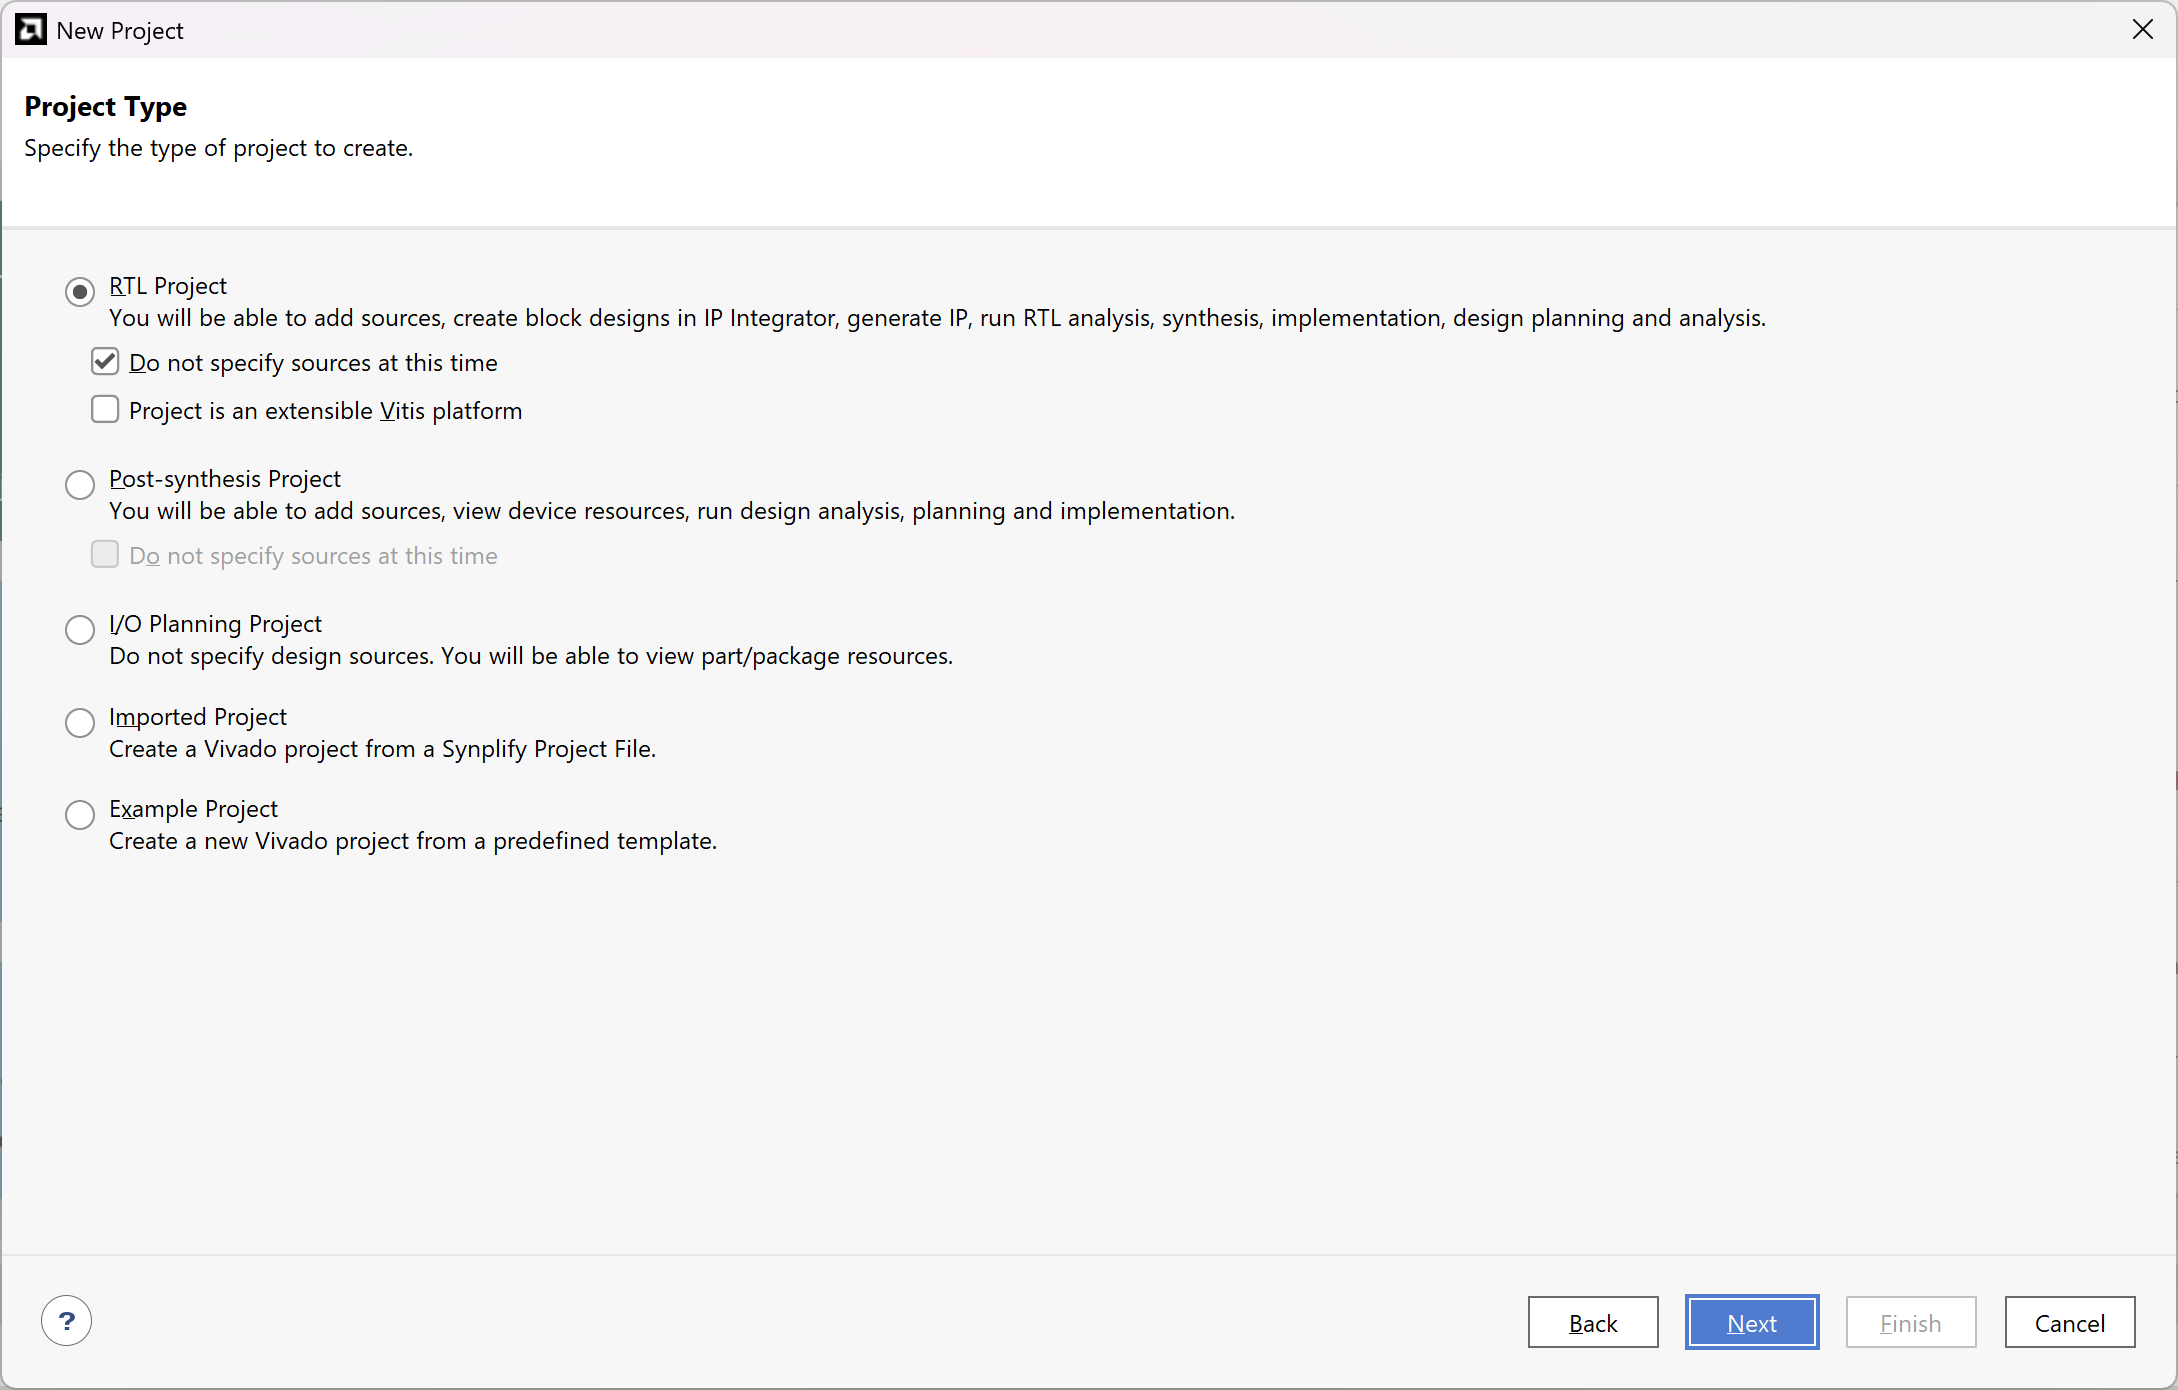 New Project
Project Type
Specify the type of project to create.
RTL Project
You will be able to add sources, create block designs in IP Integrator, generate IP, run RTL analysis, synthesis, implementation, design planning and analysis.
Do not specify sources at this time
Project is an extensible Vitis platform
Post-synthesis Project
You will be able to add sources, view device resources, run design analysis, planning and implementation.
Do not specify sources at this time
I/O Planning Project
Do not specify design sources. You will be able to view part/package resources.
Imported Project
Create a Vivado project from a Synplify Project File.
Example Project
Create a new Vivado project from a predefined template.
?
Back
Next
Finish
Cancel